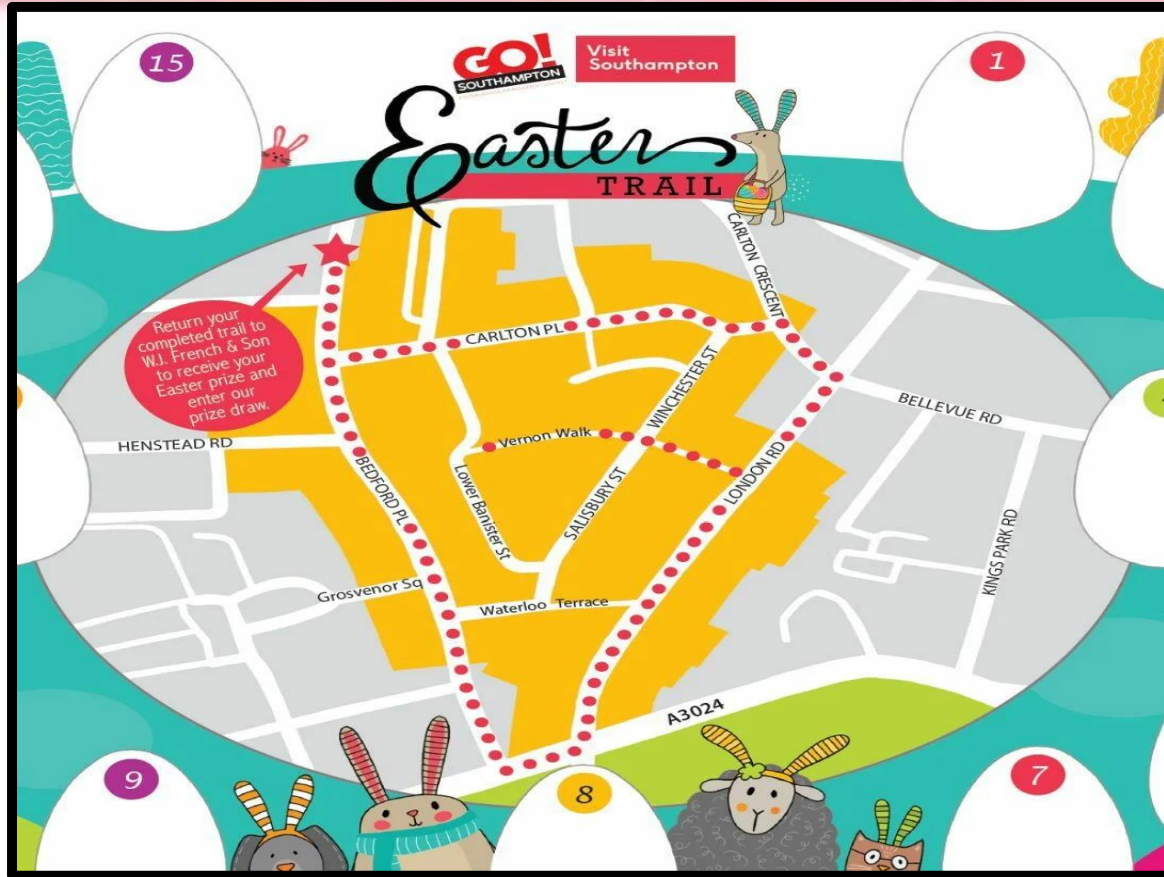 15
GO!
SOUTHAMPTON
Visit
Southampton
1
Easter
TRAIL
CARLTON CRESCENT
Return your
completed trail to
W.J. French & Son
to receive your
Easter prize and
enter our
prize draw.
CARLTON PL
WINCHESTER ST
BELLEVUE RD
HENSTEAD RD
Vernon Walk
BEDFORD PL
Lower Banister St
SALISBURY ST
LONDON RD
KINGS PARK RD
Grosvenor Sq
Waterloo Terrace
A3024
9
8
7